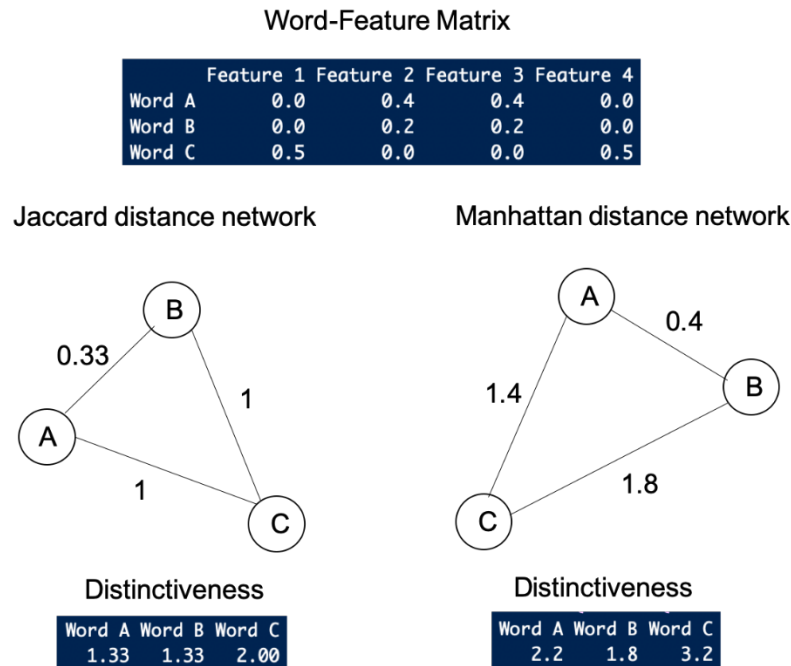 Word-Feature Matrix
Feature 1 Feature 2 Feature 3 Feature 4
Word A 0.0 0.4 0.4 0.0
Word B 0.0 0.2 0.2 0.0
Word C 0.5 0.0 0.0 0.5
Jaccard distance network
B
0.33
1
A
1
C
Distinctiveness
Word A Word B Word C
1.33 1.33 2.00
Manhattan distance network
A
0.4
B
1.4
1.8
C
Distinctiveness
Word A Word B Word C
2.2 1.8 3.2